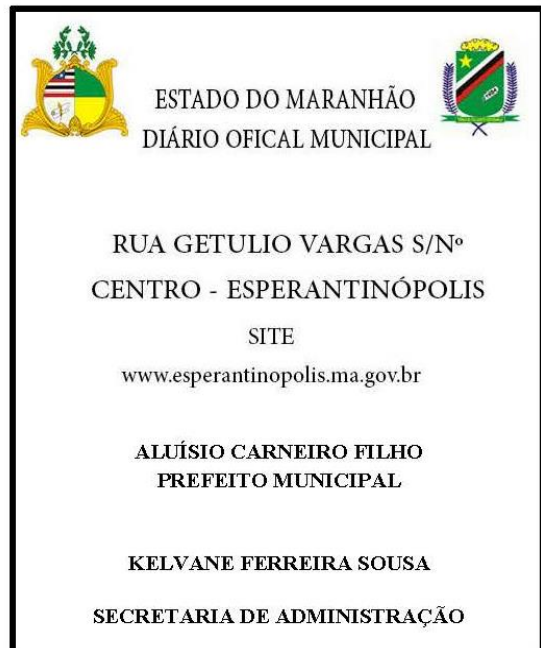 ESTADO DO MARANHÃO
DIÁRIO OFICAL MUNICIPAL
RUA GETULIO VARGAS S/Nº
CENTRO - ESPERANTINÓPOLIS
SITE
www.esperantinopolis.ma.gov.br
ALUÍSIO CARNEIRO FILHO
PREFEITO MUNICIPAL
KELVANE FERREIRA SOUSA
SECRETARIA DE ADMINISTRAÇÃO